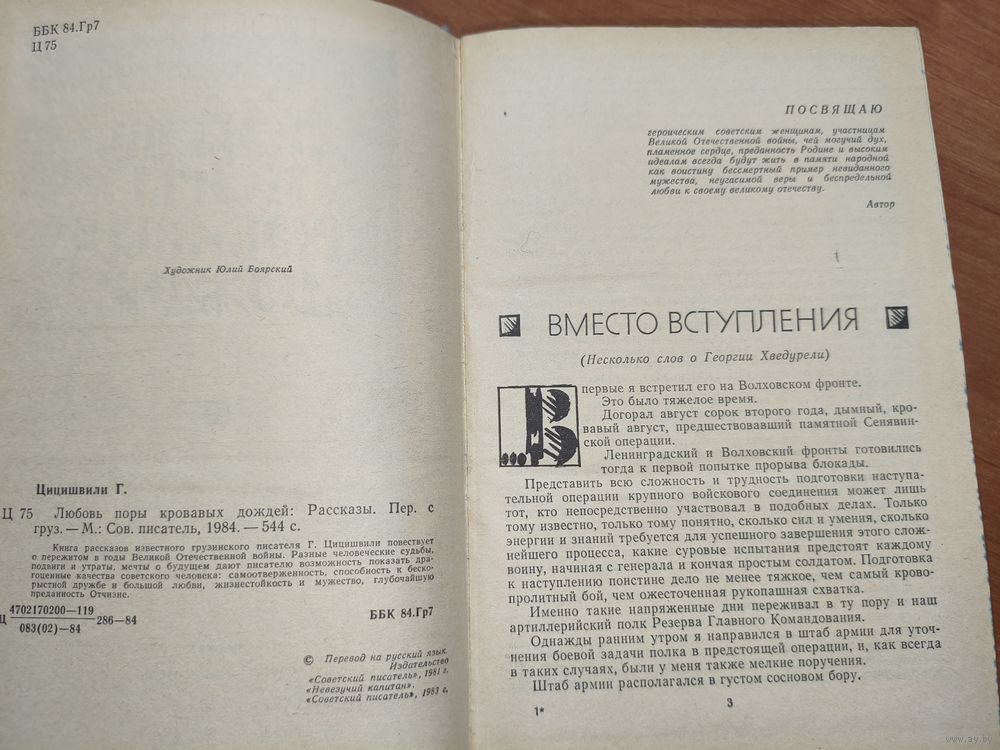 ББК 84.Гр7
Ц 75
Художник Юлий Боярский
Цицишвили Г.
Ц 75 Любовь поры кровавых дождей: Рассказы. Пер. с
груз. — М.: Сов. писатель, 1984. — 544 с.
Книга рассказов известного грузинского писателя Г. Цицишвили повествует
о пережитом в годы Великой Отечественной войны. Разные человеческие судьбы,
подвиги и утраты, мечты о будущем дают писателю возможность показать дра-
гоценные качества советского человека: самоотверженность, способность к беско-
рыстной дружбе и большой любви, жизнестойкость и мужество, глубочайшую
преданность Отчизне.
Ц 4702170200—119
083(02)—84
286—84
ББК 84.Гр7
© Перевод на русский язык.
Издательство
«Советский писатель», 1981 г.
«Невезучий капитан».
«Советский писатель», 1983 г.
ПОСВЯЩАЮ
героическим советским женщинам, участницам
Великой Отечественной войны, чей могучий дух,
пламенное сердце, преданность Родине и высоким
идеалам всегда будут жить в памяти народной
как воистину бессмертный пример невиданного
мужества, неугасимой веры и беспредельной
любви к своему великому отечеству.
Автор
ВМЕСТО ВСТУПЛЕНИЯ
(Несколько слов о Георгии Хведурели)
Впервые я встретил его на Волховском фронте.
Это было тяжелое время.
Догорал август сорок второго года, дымный, кро-
вавый август, предшествовавший памятной Сенявин-
ской операции.
Ленинградский и Волховский фронты готовились
тогда к первой попытке прорыва блокады.
Представить всю сложность и трудность подготовки наступа-
тельной операции крупного войскового соединения может лишь
тот, кто непосредственно участвовал в подобных делах. Только
тому известно, только тому понятно, сколько сил и умения, сколько
энергии и знаний требуется для успешного завершения этого слож-
нейшего процесса, какие суровые испытания предстоят каждому
воину, начиная с генерала и кончая простым солдатом. Подготовка
к наступлению поистине дело не менее тяжкое, чем самый крово-
пролитный бой, чем ожесточенная рукопашная схватка.
Именно такие напряженные дни переживал в ту пору и наш
артиллерийский полк Резерва Главного Командования.
Однажды ранним утром я направился в штаб армии для уточ-
нения боевой задачи полка в предстоящей операции, и, как всегда
в таких случаях, были у меня также мелкие поручения.
Штаб армии располагался в густом сосновом бору.
1*
3
www.ay.by